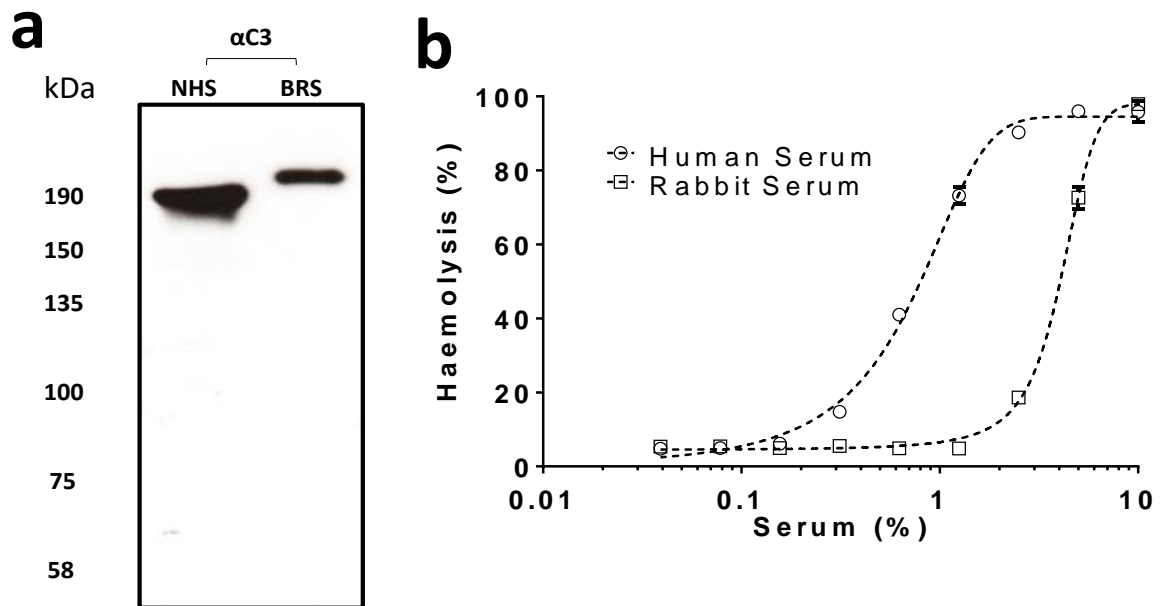 a
αC3
kDa
NHS BRS
190
150
135
100
75
58
b
100
80
60
40
20
0
Haemolysis (%)
Human Serum
Rabbit Serum
0.01 0.1 1 10
Serum (%)